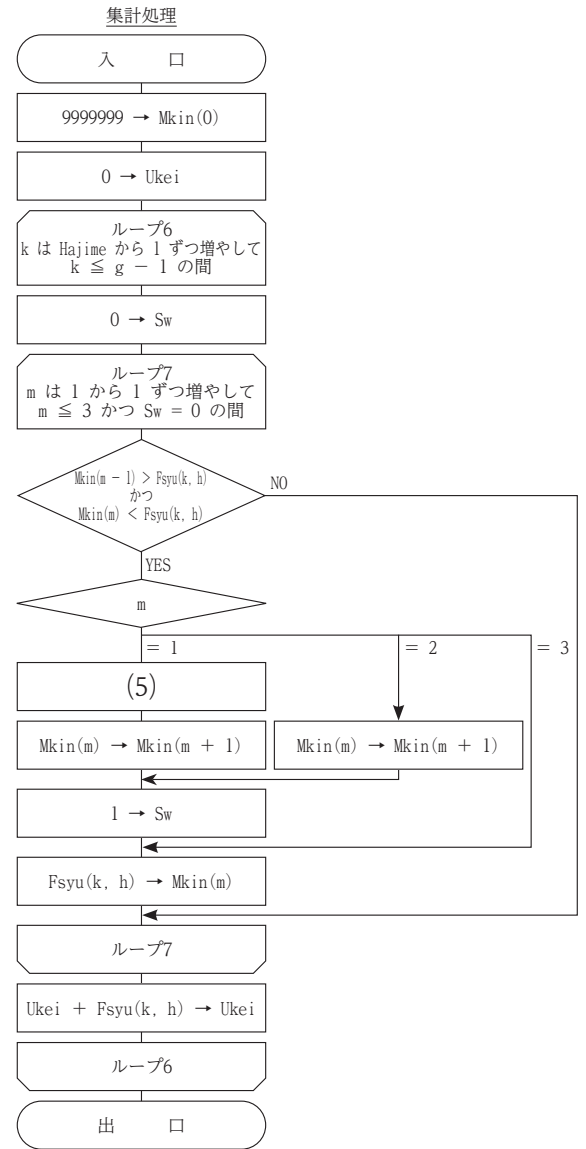 集計処理
入　　口
9999999 → Mkin(0)
0 → Ukei
ループ6
k は Hajime から 1 ずつ増やして
k ≦ g － 1 の間
0 → Sw
ループ7
m は 1 から 1 ずつ増やして
m ≦ 3 かつ Sw = 0 の間
Mkin(m － 1) > Fsyu(k, h)
かつ
Mkin(m) < Fsyu(k, h)
NO
YES
m
= 1
= 2
= 3
(5)
Mkin(m) → Mkin(m + 1)
Mkin(m) → Mkin(m + 1)
1 → Sw
Fsyu(k, h) → Mkin(m)
ループ7
Ukei + Fsyu(k, h) → Ukei
ループ6
出　　口